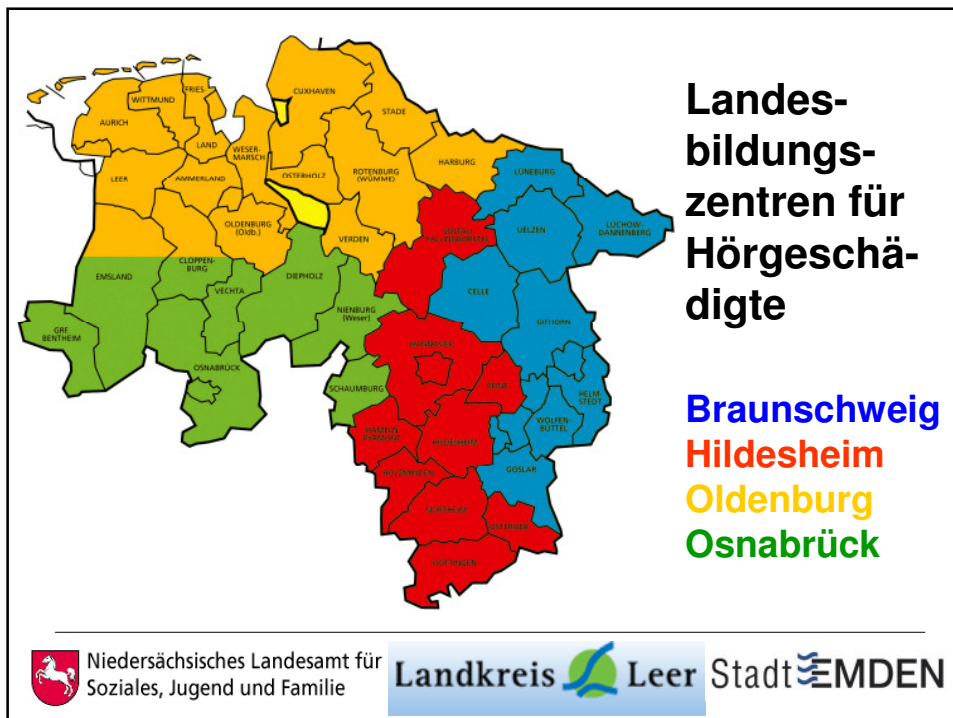 Landes-
bildungs-
zentren für
Hörgeschä-
digte
Braunschweig
Hildesheim
Oldenburg
Osnabrück
CUXHAVEN
FRIES-
WITTMUND
STADE
AURICH
LAND
WESER-
MARSCH
HARBURG
OSTERHOLZ
ROTENBURG
(WÜMME)
LÜNEBURG
LEER
AMMERLAND
OLDENBURG
(Oldb.)
VERDEN
SOLTAU-
FALLINGBOSTEL
UELZEN
LÜCHOW-
DANNENBERG
CLOPPEN-
BURG
EMSLAND
VECHTA
DIEPHOLZ
CELLE
NIENBURG
(Weser)
GIFHORN
GRF.
BENTHEIM
HANNOVER
OSNABRÜCK
SCHAUMBURG
PEINE
HELM-
STEDT
WOLFEN-
BÜTTEL
HAMELN
PYRMONT
HILDESHEIM
GOSLAR
HOLZMINDEN
NORTHEIM
OSTERODE
GÖTTINGEN
Niedersächsisches Landesamt für
Soziales, Jugend und Familie
Landkreis Leer
Stadt EMDEN